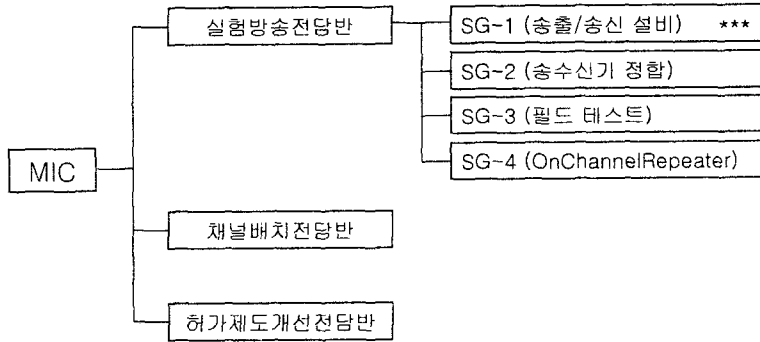 실험방송전담반
SG-1 (송출/송신 설비) ***
SG-2 (송수신기 정합)
SG-3 (필드 테스트)
SG-4 (OnChannelRepeater)
MIC
채널배치전담반
허가제도개선전담반